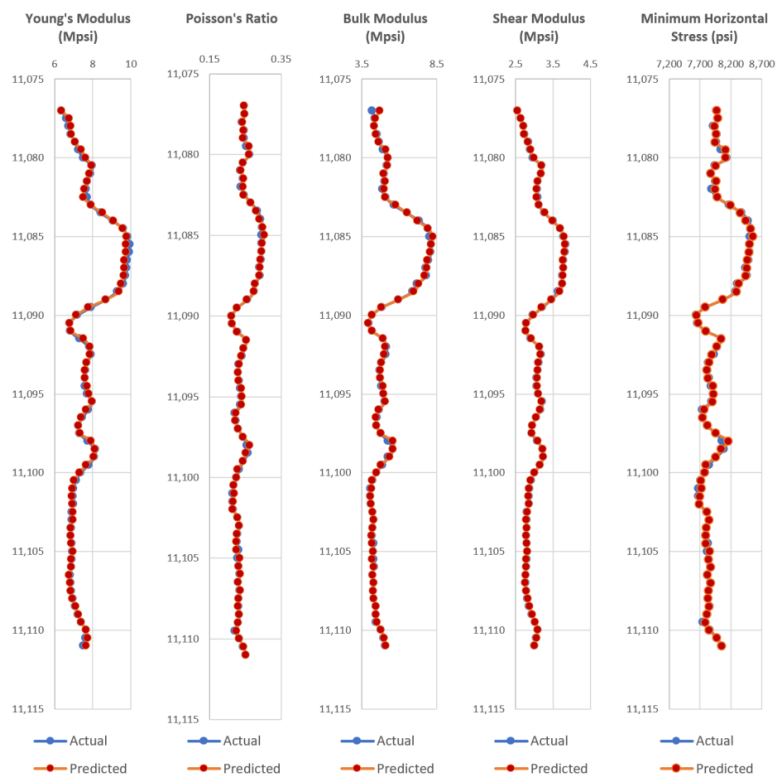 Young's Modulus
(Mpsi)
6 8 10
11,075
11,080
11,085
11,090
11,095
11,100
11,105
11,110
11,115
Actual
Predicted
Poisson's Ratio
0.15 0.35
11,075
11,080
11,085
11,090
11,095
11,100
11,105
11,110
11,115
Actual
Predicted
Bulk Modulus
(Mpsi)
3.5 8.5
11,075
11,080
11,085
11,090
11,095
11,100
11,105
11,110
11,115
Actual
Predicted
Shear Modulus
(Mpsi)
2.5 3.5 4.5
11,075
11,080
11,085
11,090
11,095
11,100
11,105
11,110
11,115
Actual
Predicted
Minimum Horizontal
Stress (psi)
7,200 7,700 8,200 8,700
11,075
11,080
11,085
11,090
11,095
11,100
11,105
11,110
11,115
Actual
Predicted